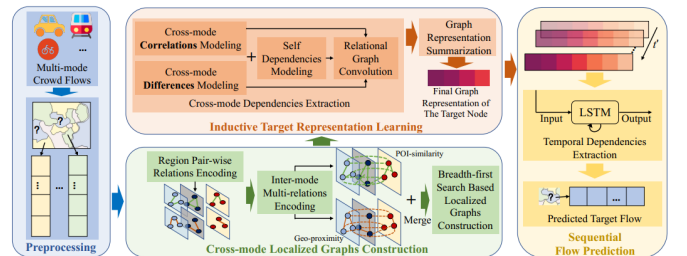 Multi-mode
Crowd Flows
?
?
...
Preprocessing
Cross-mode
Correlations Modeling
Cross-mode
Differences Modeling
+
Self
Dependencies
Modeling
Relational
Graph
Convolution
Cross-mode Dependencies Extraction
Graph
Representation
Summarization
Final Graph
Representation of
The Target Node
Inductive Target Representation Learning
Region Pair-wise
Relations Encoding
Inter-mode
Multi-relations
Encoding
POI-similarity
Geo-proximity
+
Merge
Breadth-first
Search Based
Localized
Graphs
Construction
Cross-mode Localized Graphs Construction
t'
LSTM
Input
Output
Temporal Dependencies
Extraction
?
...
Predicted Target Flow
Sequential
Flow Prediction